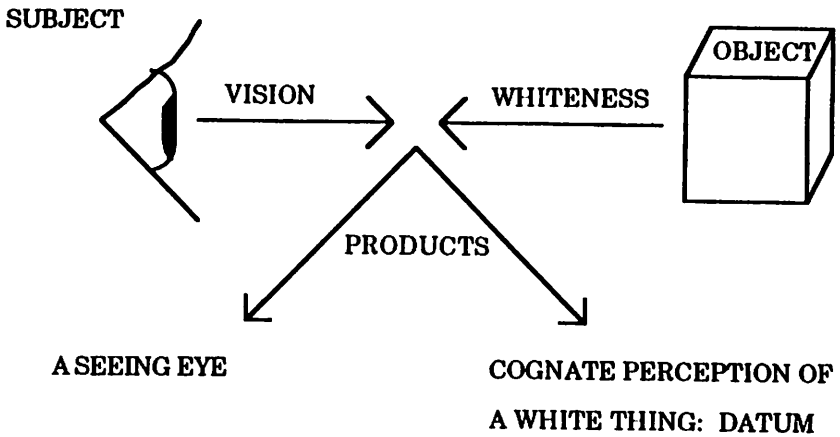 SUBJECT
OBJECT
VISION
WHITENESS
PRODUCTS
A SEEING EYE
COGNATE PERCEPTION OF
A WHITE THING: DATUM